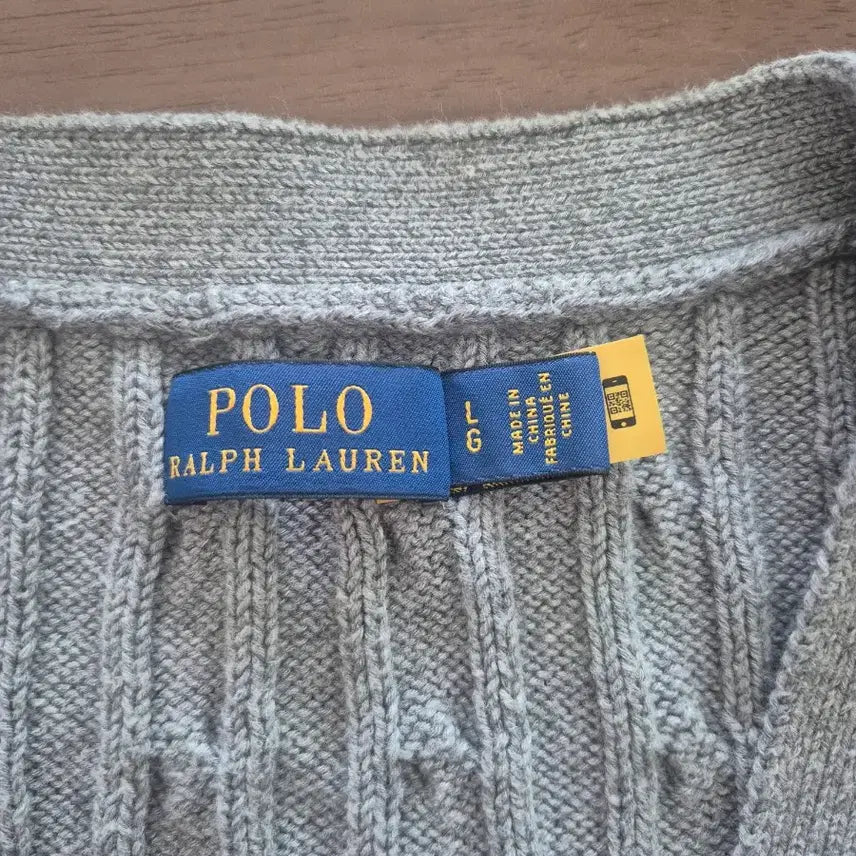 POLO
RALPH LAUREN
L
G
MADE IN
CHINA
FABRIQUÉ EN
CHINE